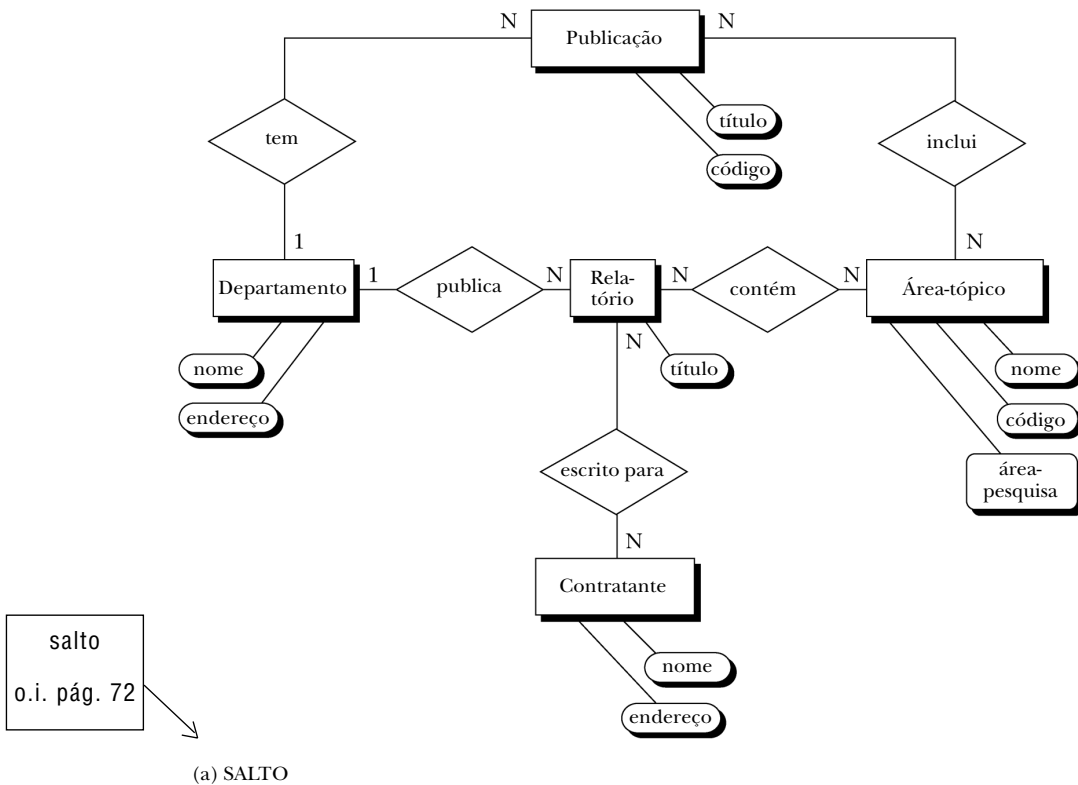 N
Publicação
N
título
tem
inclui
código
1
N
Departamento
1
publica
N
Rela-
tório
N
contém
N
Área-tópico
N
nome
título
nome
endereço
código
escrito para
área-
pesquisa
N
Contratante
salto
nome
o.i. pág. 72
endereço
(a) SALTO